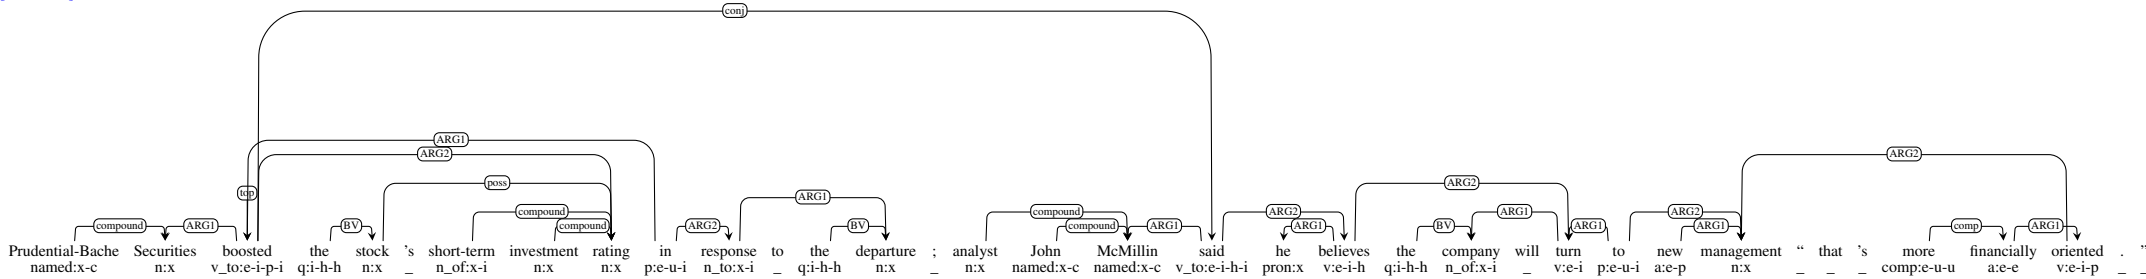 conj
ARG1
ARG2
top
poss
ARG1 ARG2 ARG2
compound compound
compound ARG1 BV compound ARG2 BV compound ARG1 ARG2 ARG1 BV ARG1 ARG1 ARG2 ARG1 comp ARG1
Prudential-Bache Securities boosted the stock 's short-term investment rating in response to the departure ; analyst John McMillin said he believes the company will turn to new management “ that 's more financially oriented . ”
named:x-c n:x v_to:e-i-p-i q:i-h-h n:x _ n_of:x-i n:x n:x p:e-u-i n_to:x-i _ q:i-h-h n:x _ n:x named:x-c named:x-c v_to:e-i-h-i pron:x v:e-i-h q:i-h-h n_of:x-i _ v:e-i p:e-u-i a:e-p n:x _ _ _ comp:e-u-u a:e-e v:e-i-p _ _